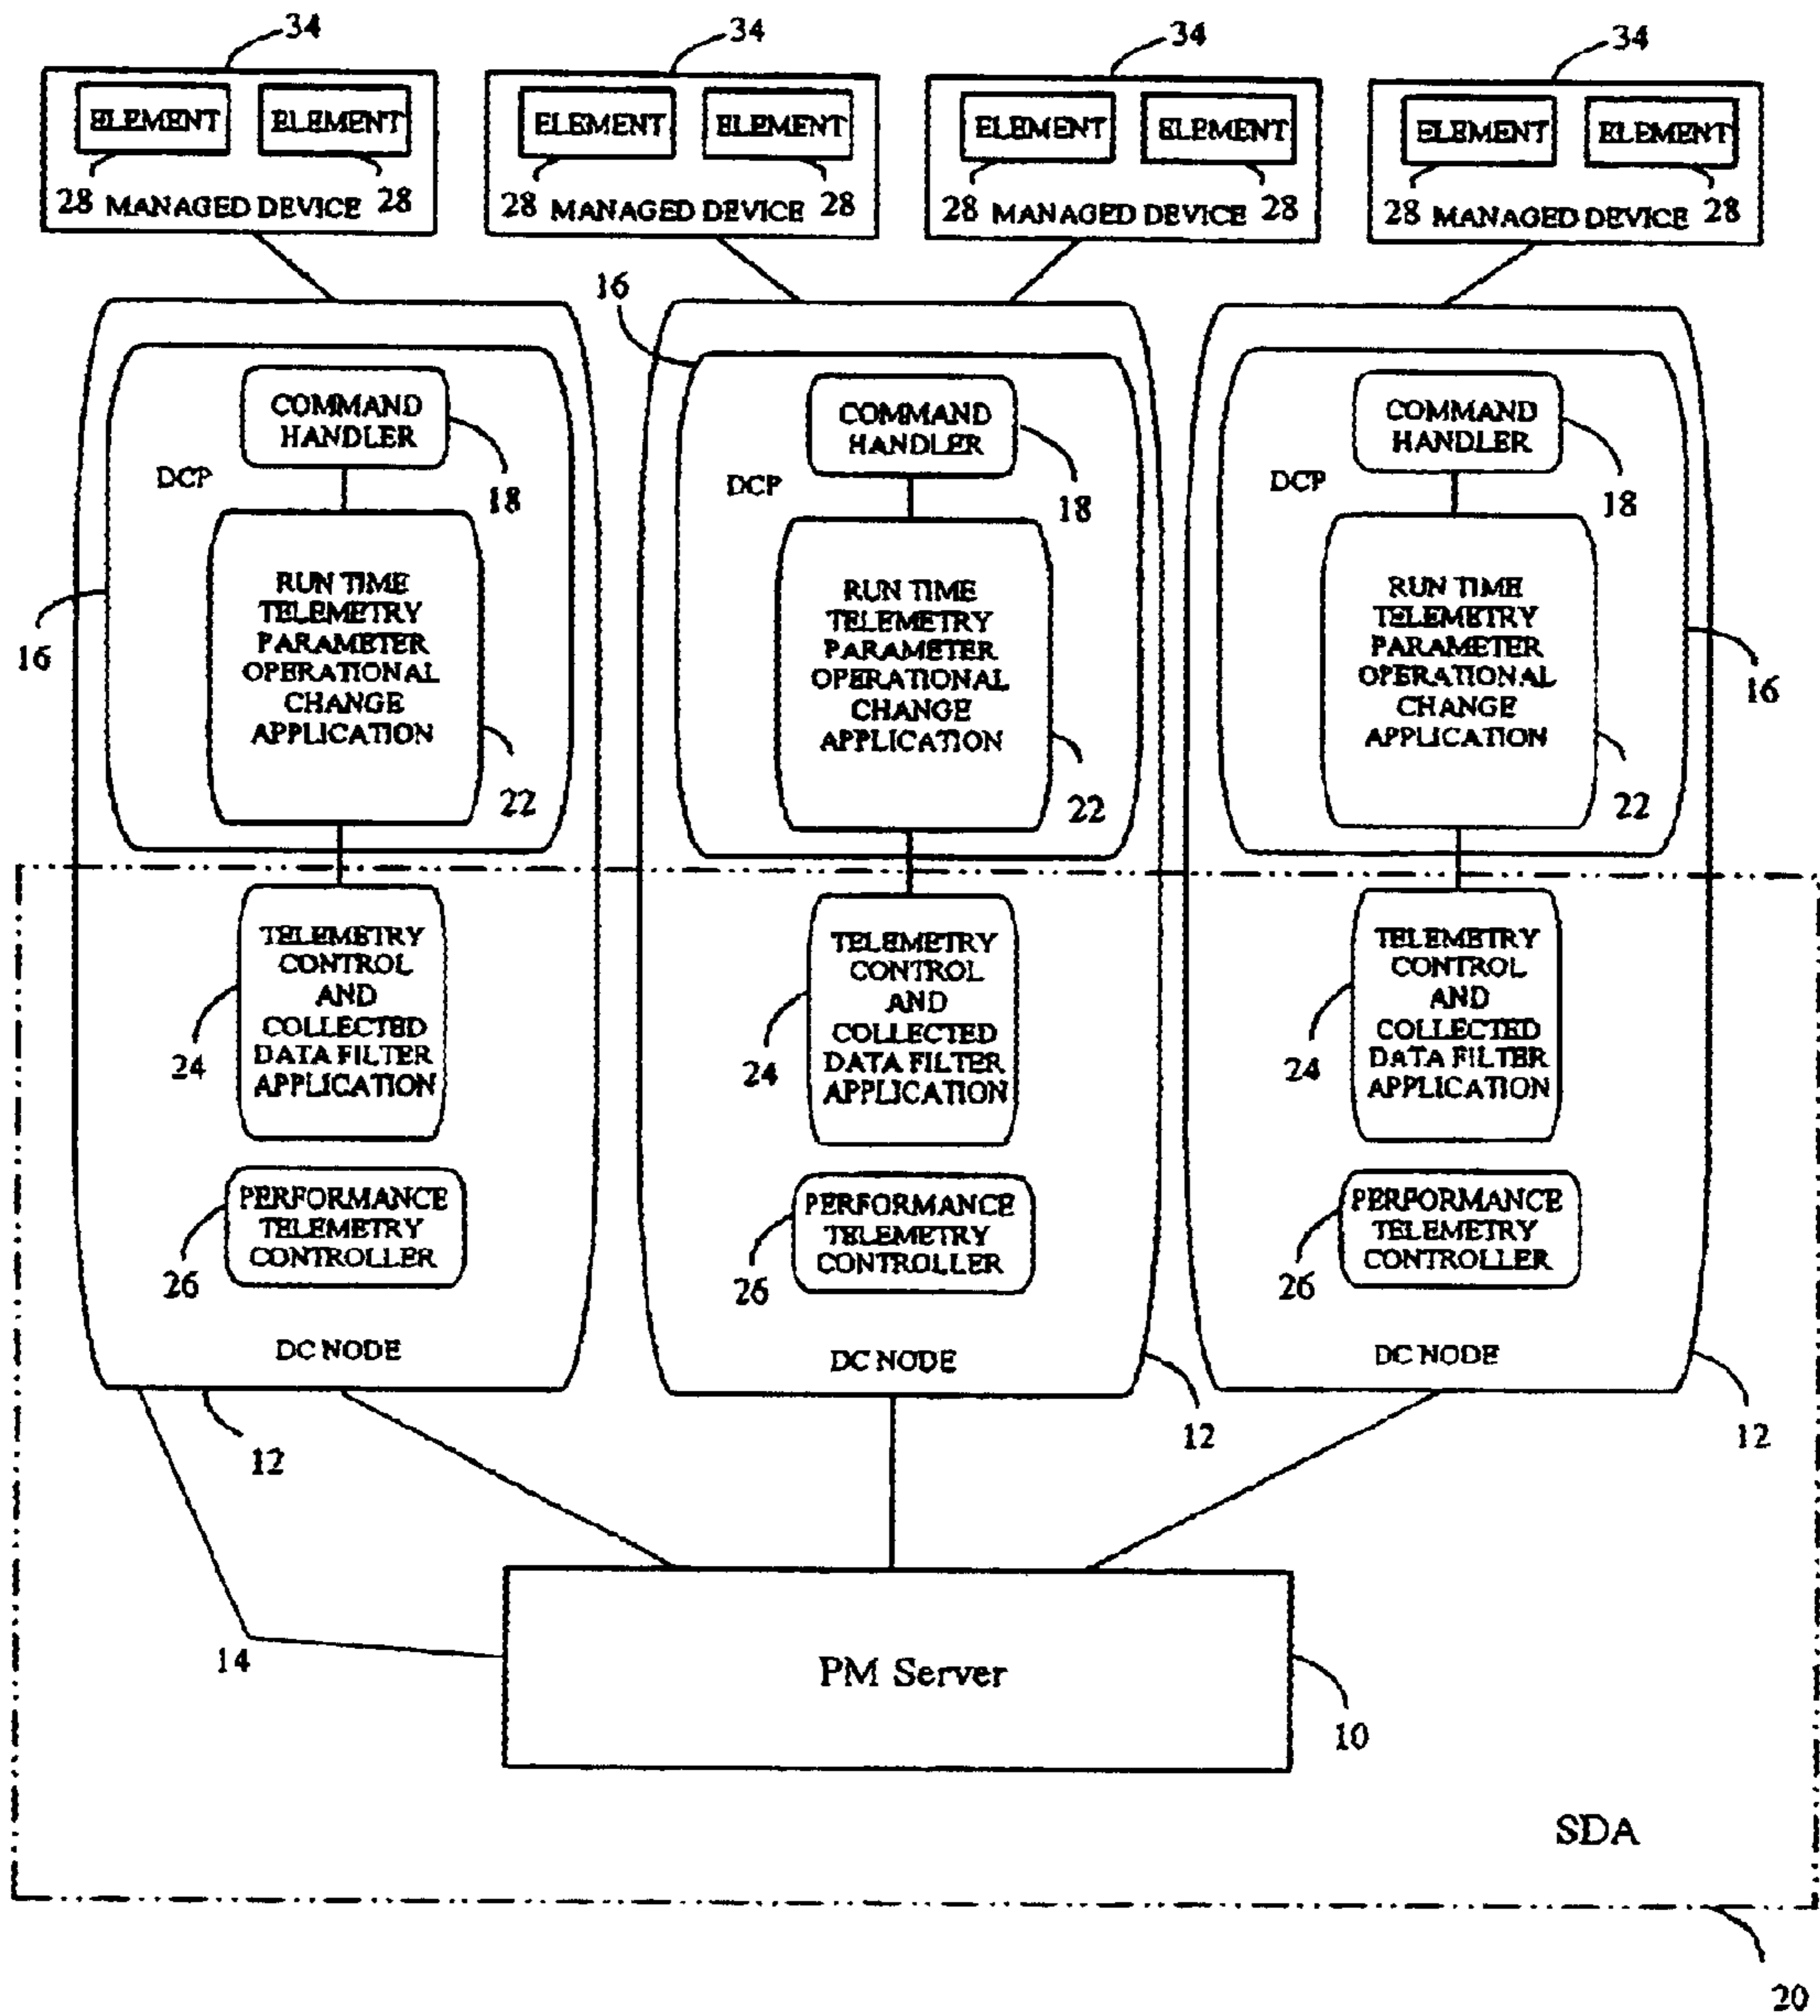 34 34 34 34
ELEMENT ELEMENT ELEMENT ELEMENT ELEMENT ELEMENT ELEMENT ELEMENT
28 MANAGED DEVICE 28 28 MANAGED DEVICE 28 28 MANAGED DEVICE 28 28 MANAGED DEVICE 28
16
COMMAND
HANDLER
DCP
18
RUN TIME
TELEMETRY
PARAMETER
OPERATIONAL
CHANGE
APPLICATION
16
22
TELEMETRY
CONTROL
AND
COLLECTED
DATA FILTER
APPLICATION
24
PERFORMANCE
TELEMETRY
CONTROLLER
26
DC NODE
12
COMMAND
HANDLER
DCP
18
RUN TIME
TELEMETRY
PARAMETER
OPERATIONAL
CHANGE
APPLICATION
22
TELEMETRY
CONTROL
AND
COLLECTED
DATA FILTER
APPLICATION
24
PERFORMANCE
TELEMETRY
CONTROLLER
26
DC NODE
12
COMMAND
HANDLER
DCP
18
RUN TIME
TELEMETRY
PARAMETER
OPERATIONAL
CHANGE
APPLICATION
16
22
TELEMETRY
CONTROL
AND
COLLECTED
DATA FILTER
APPLICATION
24
PERFORMANCE
TELEMETRY
CONTROLLER
26
DC NODE
12
14
PM Server
10
SDA
20